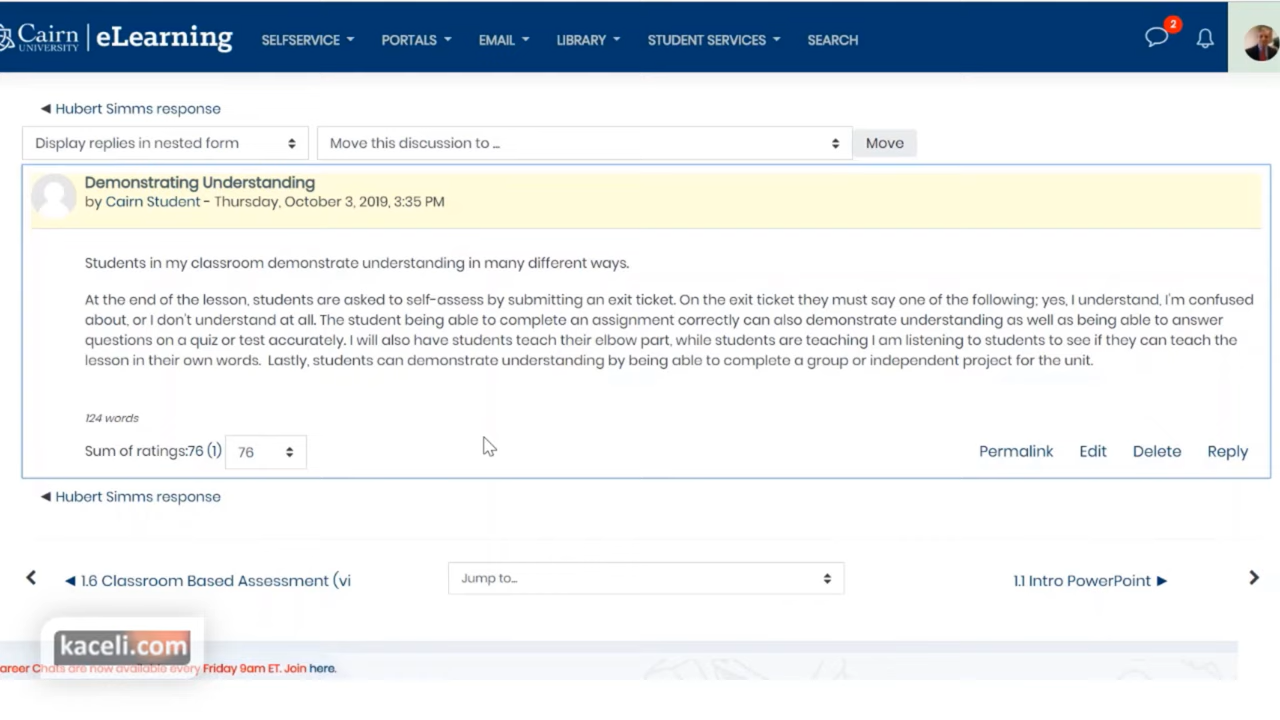 Cairn UNIVERSITY | eLearning SELFSERVICE PORTALS EMAIL LIBRARY STUDENT SERVICES SEARCH 2
◄ Hubert Simms response
Display replies in nested form Move this discussion to ... Move
Demonstrating Understanding
by Cairn Student - Thursday, October 3, 2019, 3:35 PM
Students in my classroom demonstrate understanding in many different ways.
At the end of the lesson, students are asked to self-assess by submitting an exit ticket. On the exit ticket they must say one of the following; yes, I understand, I'm confused
about, or I don't understand at all. The student being able to complete an assignment correctly can also demonstrate understanding as well as being able to answer
questions on a quiz or test accurately. I will also have students teach their elbow part, while students are teaching I am listening to students to see if they can teach the
lesson in their own words. Lastly, students can demonstrate understanding by being able to complete a group or independent project for the unit.
124 words
Sum of ratings:76 (1) 76 Permalink Edit Delete Reply
◄ Hubert Simms response
◄ 1.6 Classroom Based Assessment (vi Jump to... 1.1 Intro PowerPoint ►
kaceli.com
areer Chats are now available every Friday 9am ET. Join here.